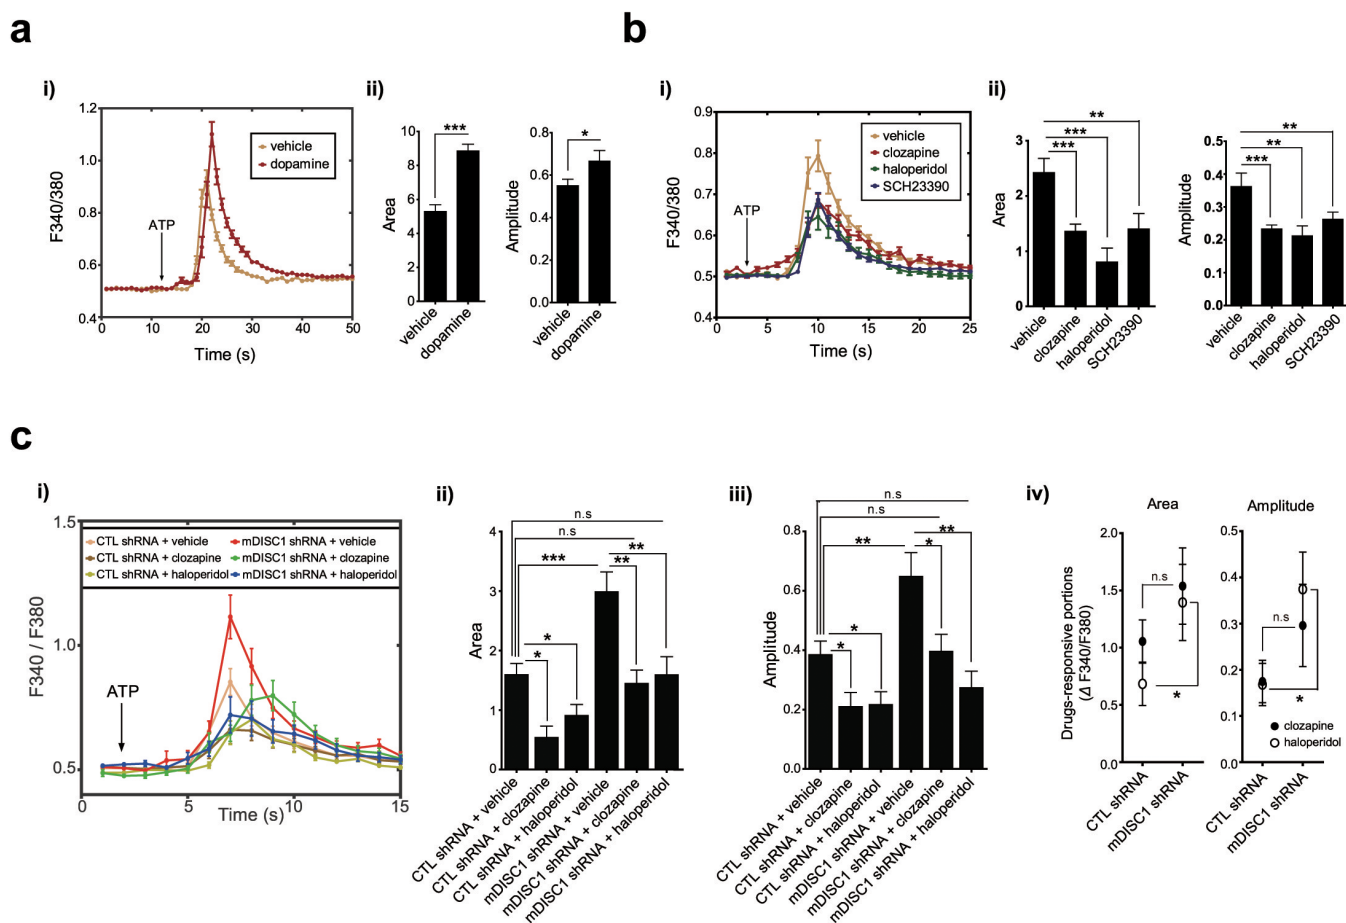 a
i)
1.2
1.0
0.8
0.6
0.4
F340/380
vehicle
dopamine
ATP
0 10 20 30 40 50
Time (s)
ii)
***
10
8
6
4
2
0
Area
vehicle
dopamine
*
0.8
0.6
0.4
0.2
0.0
Amplitude
vehicle
dopamine
b
i)
0.9
0.8
0.7
0.6
0.5
0.4
F340/380
vehicle
clozapine
haloperidol
SCH23390
ATP
0 5 10 15 20 25
Time (s)
ii)
**
***
***
3
2
1
0
Area
vehicle
clozapine
haloperidol
SCH23390
**
**
***
0.5
0.4
0.3
0.2
0.1
0.0
Amplitude
vehicle
clozapine
haloperidol
SCH23390
c
i)
1.5
1.0
0.5
F340 / F380
CTL shRNA + vehicle
CTL shRNA + clozapine
CTL shRNA + haloperidol
mDISC1 shRNA + vehicle
mDISC1 shRNA + clozapine
mDISC1 shRNA + haloperidol
ATP
0 5 10 15
Time (s)
ii)
n.s
n.s
**
***
**
*
*
4
3
2
1
0
Area
CTL shRNA + vehicle
CTL shRNA + clozapine
CTL shRNA + haloperidol
mDISC1 shRNA + vehicle
mDISC1 shRNA + clozapine
mDISC1 shRNA + haloperidol
iii)
n.s
n.s
**
**
*
*
*
0.8
0.6
0.4
0.2
0.0
Amplitude
CTL shRNA + vehicle
CTL shRNA + clozapine
CTL shRNA + haloperidol
mDISC1 shRNA + vehicle
mDISC1 shRNA + clozapine
mDISC1 shRNA + haloperidol
iv)
Area
2.0
1.5
1.0
0.5
0.0
Drugs-responsive portions
(Δ F340/F380)
n.s
*
CTL shRNA
mDISC1 shRNA
Amplitude
0.5
0.4
0.3
0.2
0.1
0.0
n.s
*
clozapine
haloperidol
CTL shRNA
mDISC1 shRNA